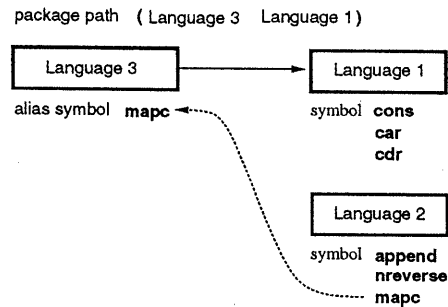 package path ( Language 3 Language 1)
Language 3
Language 1
alias symbol mapc
symbol cons
car
cdr
Language 2
symbol append
nreverse
mapc